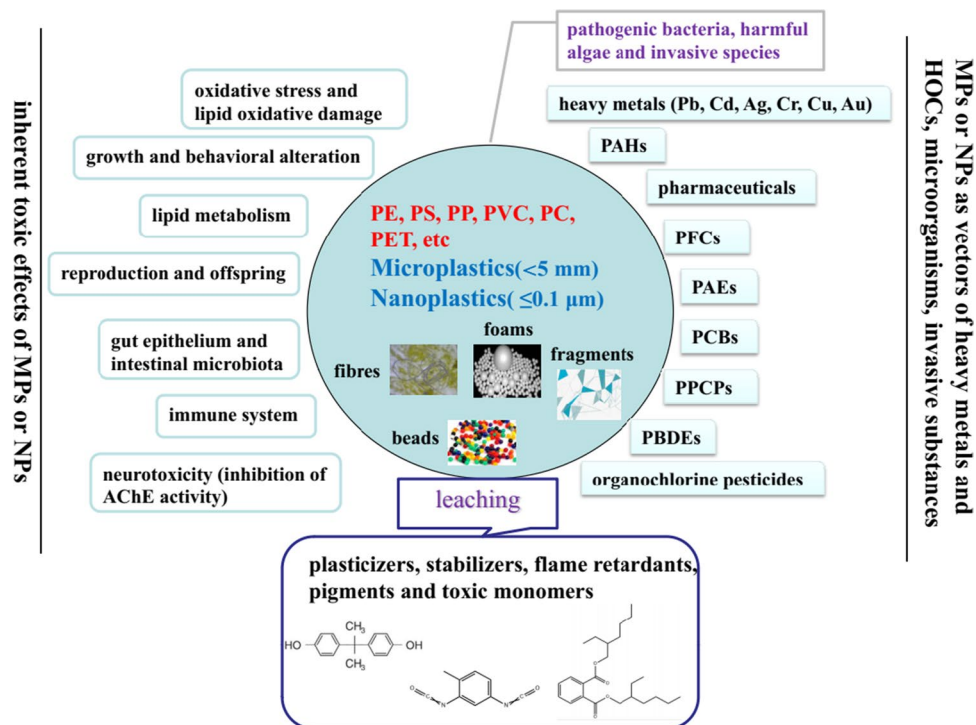 pathogenic bacteria, harmful
algae and invasive species
oxidative stress and
lipid oxidative damage
growth and behavioral alteration
lipid metabolism
reproduction and offspring
gut epithelium and
intestinal microbiota
immune system
neurotoxicity (inhibition of
AChE activity)
inherent toxic effects of MPs or NPs
PE, PS, PP, PVC, PC,
PET, etc
Microplastics(<5 mm)
Nanoplastics( ≤0.1 μm)
foams
fibres
fragments
beads
heavy metals (Pb, Cd, Ag, Cr, Cu, Au)
PAHs
pharmaceuticals
PFCs
PAEs
PCBs
PPCPs
PBDEs
organochlorine pesticides
MPs or NPs as vectors of heavy metals and
HOCs, microorganisms, invasive substances
leaching
plasticizers, stabilizers, flame retardants,
pigments and toxic monomers
CH3
HO
OH
CH3
O
C
N
N
C
O
O
O
O
O